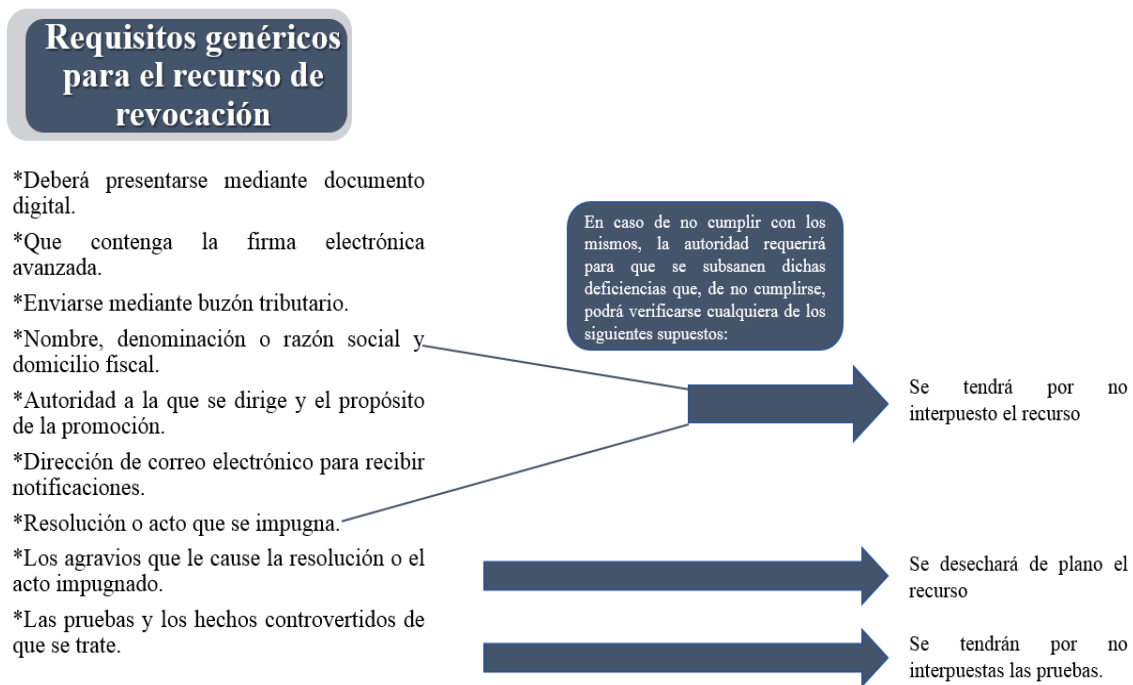 Requisitos genéricos
para el recurso de
revocación
*Deberá presentarse mediante documento
digital.
*Que contenga la firma electrónica
avanzada.
*Enviarse mediante buzón tributario.
*Nombre, denominación o razón social y
domicilio fiscal.
*Autoridad a la que se dirige y el propósito
de la promoción.
*Dirección de correo electrónico para recibir
notificaciones.
*Resolución o acto que se impugna.
*Los agravios que le cause la resolución o el
acto impugnado.
*Las pruebas y los hechos controvertidos de
que se trate.
En caso de no cumplir con los
mismos, la autoridad requerirá
para que se subsanen dichas
deficiencias que, de no cumplirse,
podrá verificarse cualquiera de los
siguientes supuestos:
Se tendrá por no
interpuesto el recurso
Se desechará de plano el
recurso
Se tendrán por no
interpuestas las pruebas.